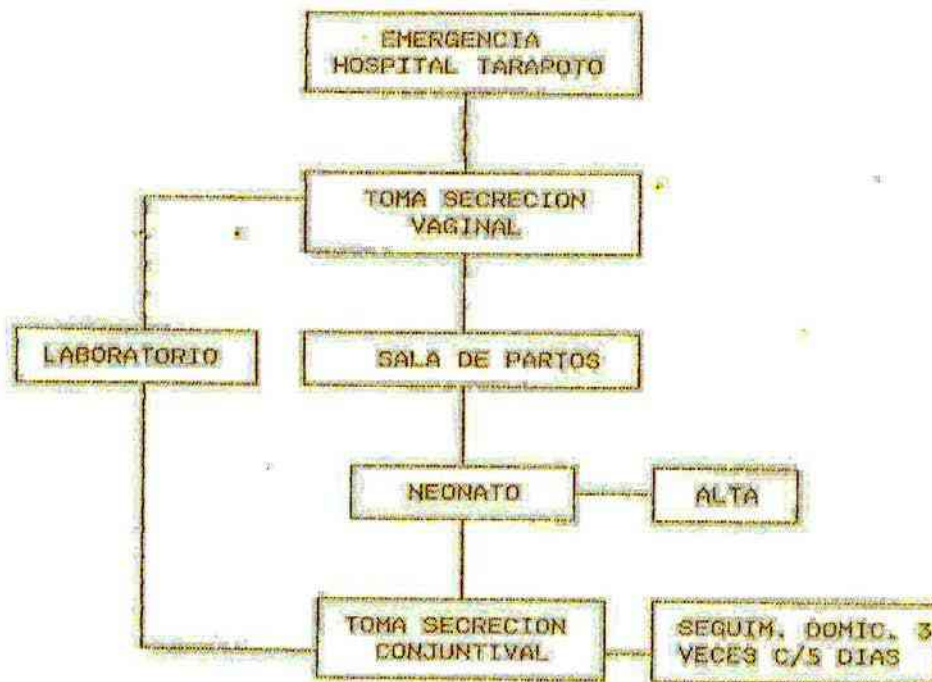 EMERGENCIA
HOSPITAL TARAPOTO
TOMA SECRECION
VAGINAL
LABORATORIO
SALA DE PARTOS
NEONATO
ALTA
TOMA SECRECION
CONJUNTIVAL
SEGUIM. DOMIC. 3
VECES C/5 DIAS